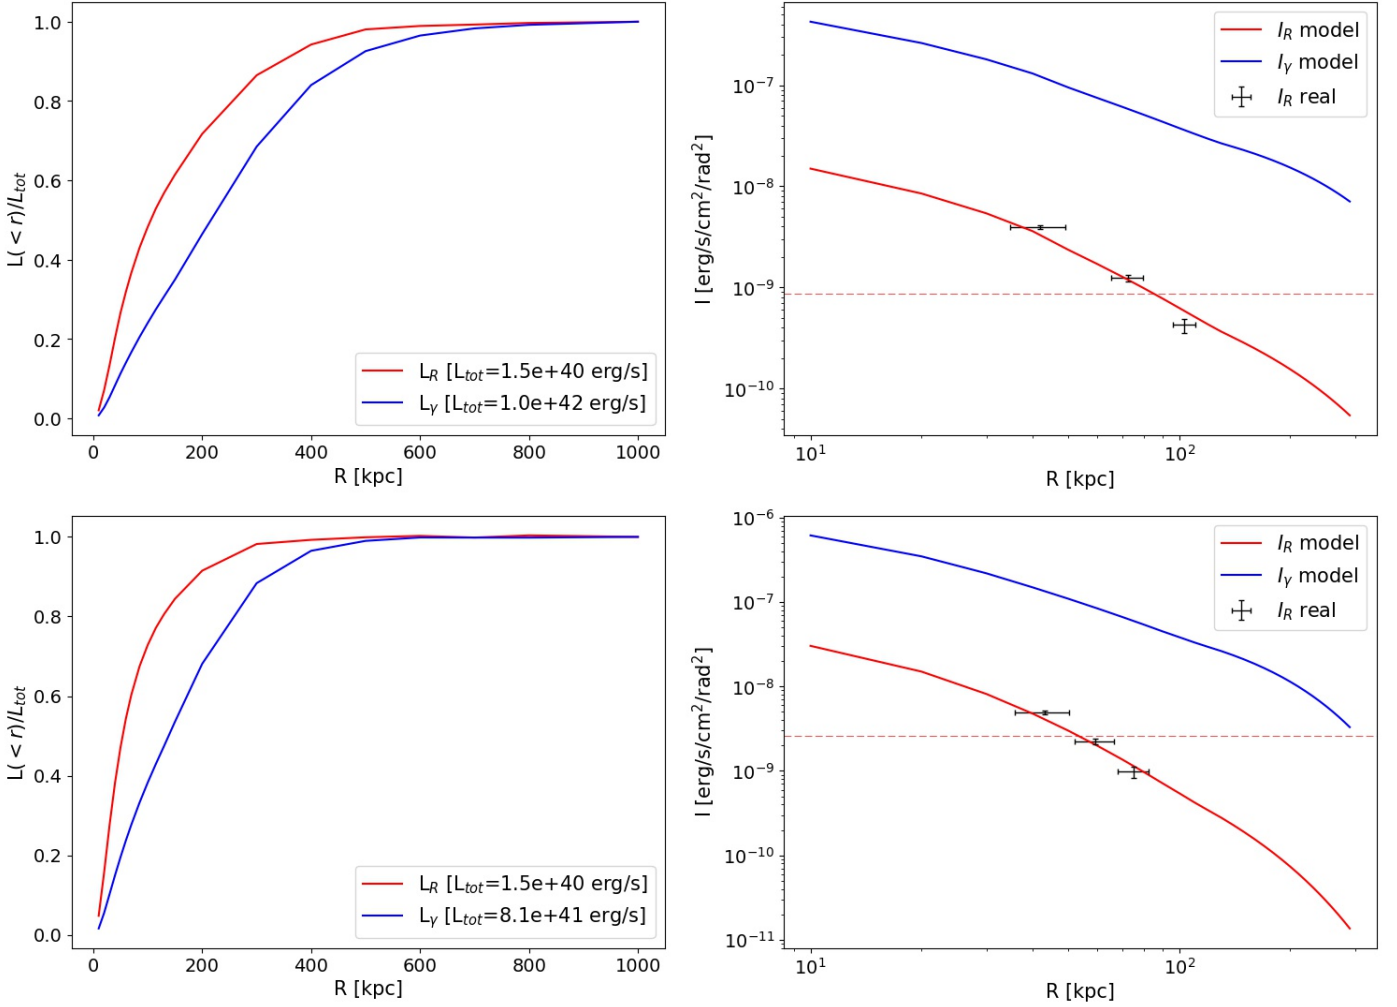 1.0
0.8
0.6
0.4
0.2
0.0
L(< r)/L_tot
L_R [L_tot=1.5e+40 erg/s]
L_γ [L_tot=1.0e+42 erg/s]
0 200 400 600 800 1000
R [kpc]
10^−7
10^−8
10^−9
10^−10
I [erg/s/cm^2/rad^2]
I_R model
I_γ model
I_R real
10^1 10^2
R [kpc]
1.0
0.8
0.6
0.4
0.2
0.0
L(< r)/L_tot
L_R [L_tot=1.5e+40 erg/s]
L_γ [L_tot=8.1e+41 erg/s]
0 200 400 600 800 1000
R [kpc]
10^−6
10^−7
10^−8
10^−9
10^−10
10^−11
I [erg/s/cm^2/rad^2]
I_R model
I_γ model
I_R real
10^1 10^2
R [kpc]